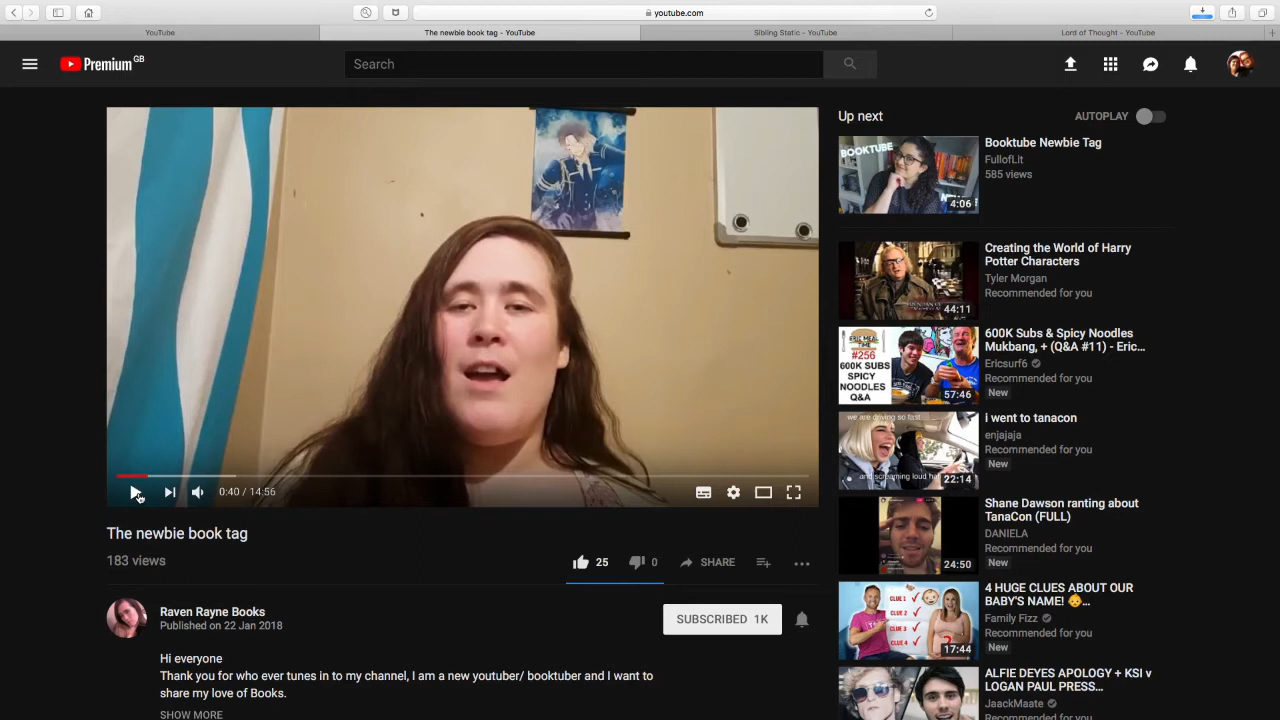 youtube.com
YouTube
The newbie book tag - YouTube
Sibling Static - YouTube
Lord of Thought - YouTube
Premium GB
Search
Up next
AUTOPLAY
BOOKTUBE
4:06
Booktube Newbie Tag
FullofLit
585 views
44:11
Creating the World of Harry
Potter Characters
Tyler Morgan
Recommended for you
ERIC MEAL
TIME
#256
600K SUBS
SPICY
NOODLES
Q&A
57:46
600K Subs & Spicy Noodles
Mukbang, + (Q&A #11) - Eric...
Ericsurf6
Recommended for you
New
we are driving so fast
and screaming loud
22:14
i went to tanacon
enjajaja
Recommended for you
New
0:40 / 14:56
24:50
Shane Dawson ranting about
TanaCon (FULL)
DANIELA
Recommended for you
New
The newbie book tag
183 views
25
0
SHARE
CLUE 1
CLUE 2
CLUE 3
CLUE 4
17:44
4 HUGE CLUES ABOUT OUR
BABY'S NAME! 👶...
Family Fizz
Recommended for you
New
Raven Rayne Books
Published on 22 Jan 2018
SUBSCRIBED 1K
Hi everyone
Thank you for who ever tunes in to my channel, I am a new youtuber/ booktuber and I want to
share my love of Books.
SHOW MORE
ALFIE DEYES APOLOGY + KSI v
LOGAN PAUL PRESS...
JaackMaate
Recommended for you